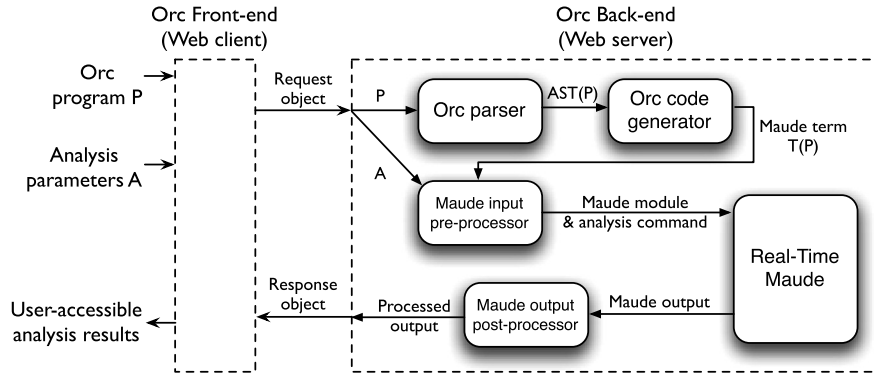 Orc Front-end
(Web client)
Orc Back-end
(Web server)
Orc
program P
Request
object
P
Orc parser
AST(P)
Orc code
generator
Maude term
T(P)
Analysis
parameters A
A
Maude input
pre-processor
Maude module
& analysis command
Real-Time
Maude
User-accessible
analysis results
Response
object
Processed
output
Maude output
post-processor
Maude output